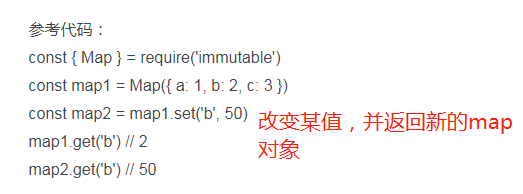 参考代码：
const { Map } = require('immutable')
const map1 = Map({ a: 1, b: 2, c: 3 })
const map2 = map1.set('b', 50)
改变某值，并返回新的map
对象
map1.get('b') // 2
map2.get('b') // 50